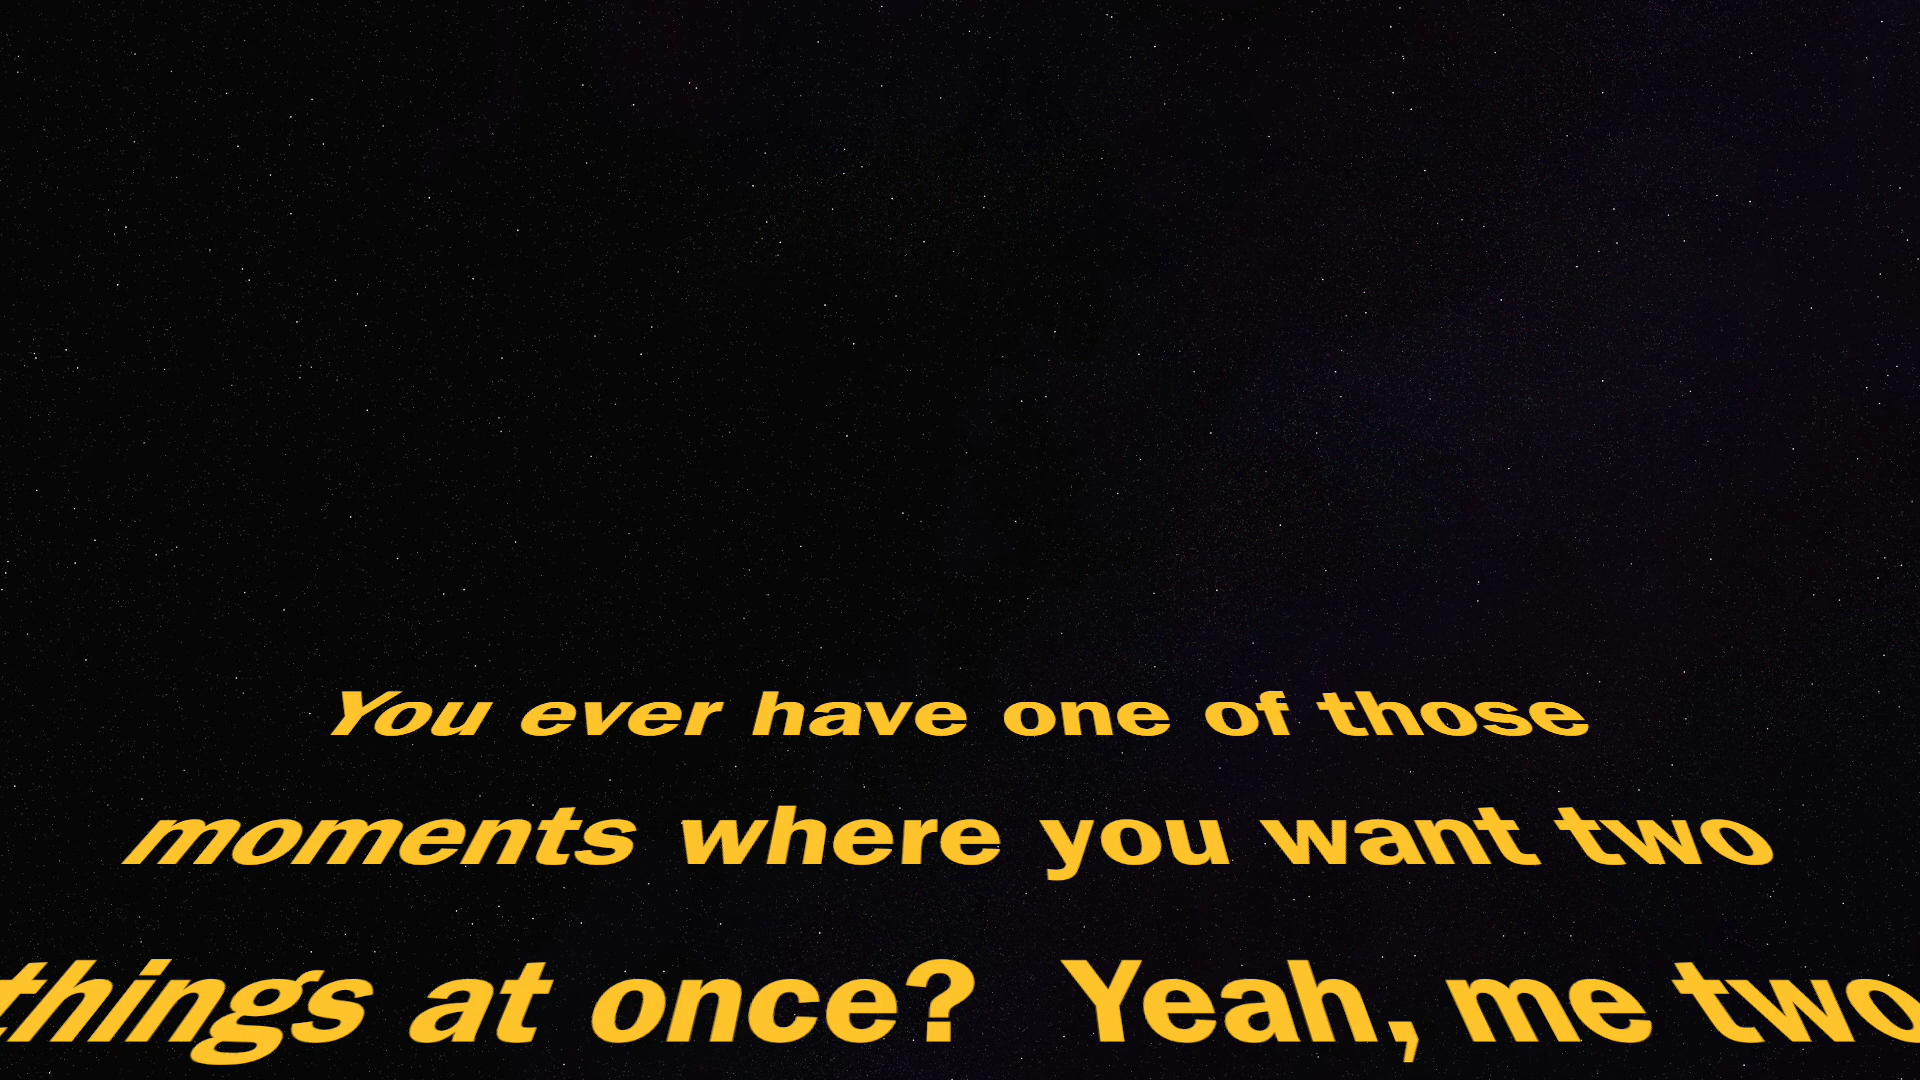 You ever have one of those
moments where you want two
things at once?  Yeah, me two